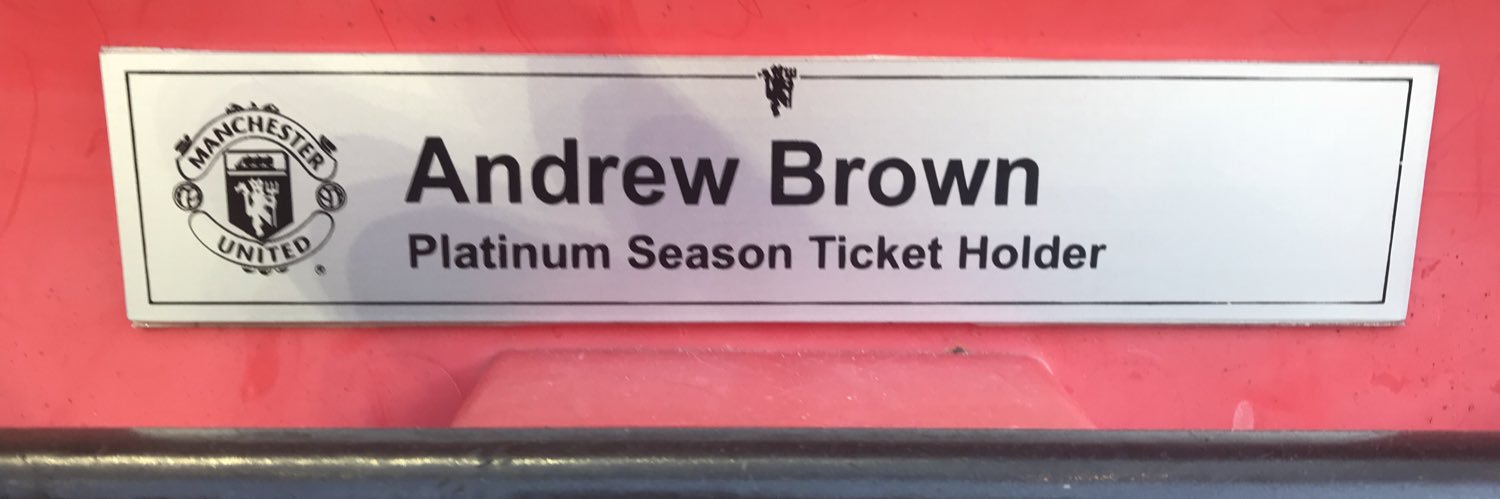 MANCHESTER
UNITED
®
Andrew Brown
Platinum Season Ticket Holder